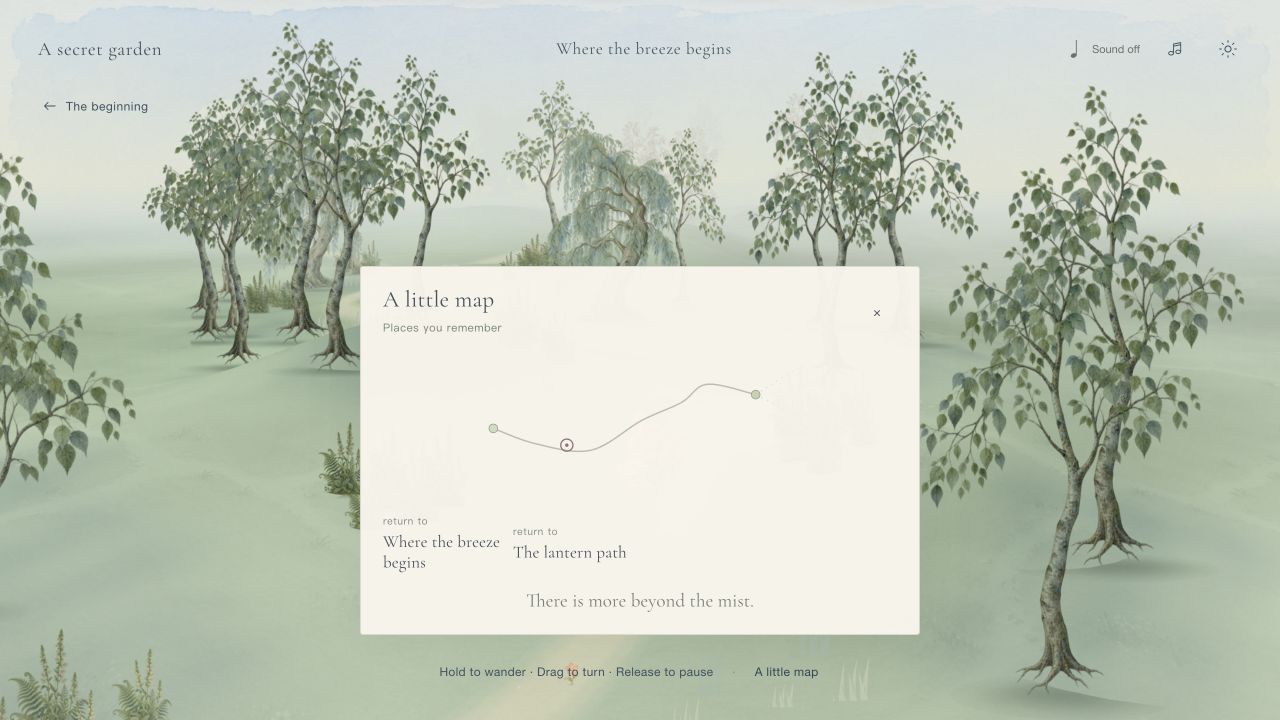 A secret garden
Where the breeze begins
Sound off
The beginning
A little map
Places you remember
return to
Where the breeze
begins
return to
The lantern path
There is more beyond the mist.
Hold to wander · Drag to turn · Release to pause · A little map